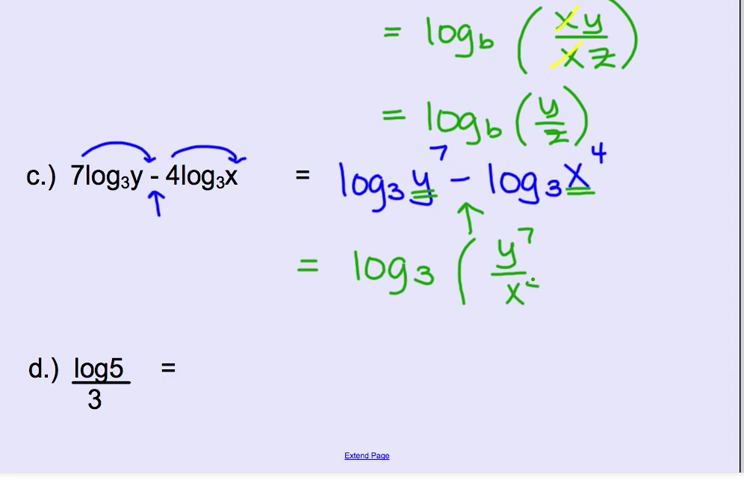 = log_b (xy/xz)
= log_b (y/z)
c.) 7log₃y - 4log₃x = log₃y⁷ - log₃x⁴
= log₃ (y⁷/x
d.) log5/3 =
Extend Page